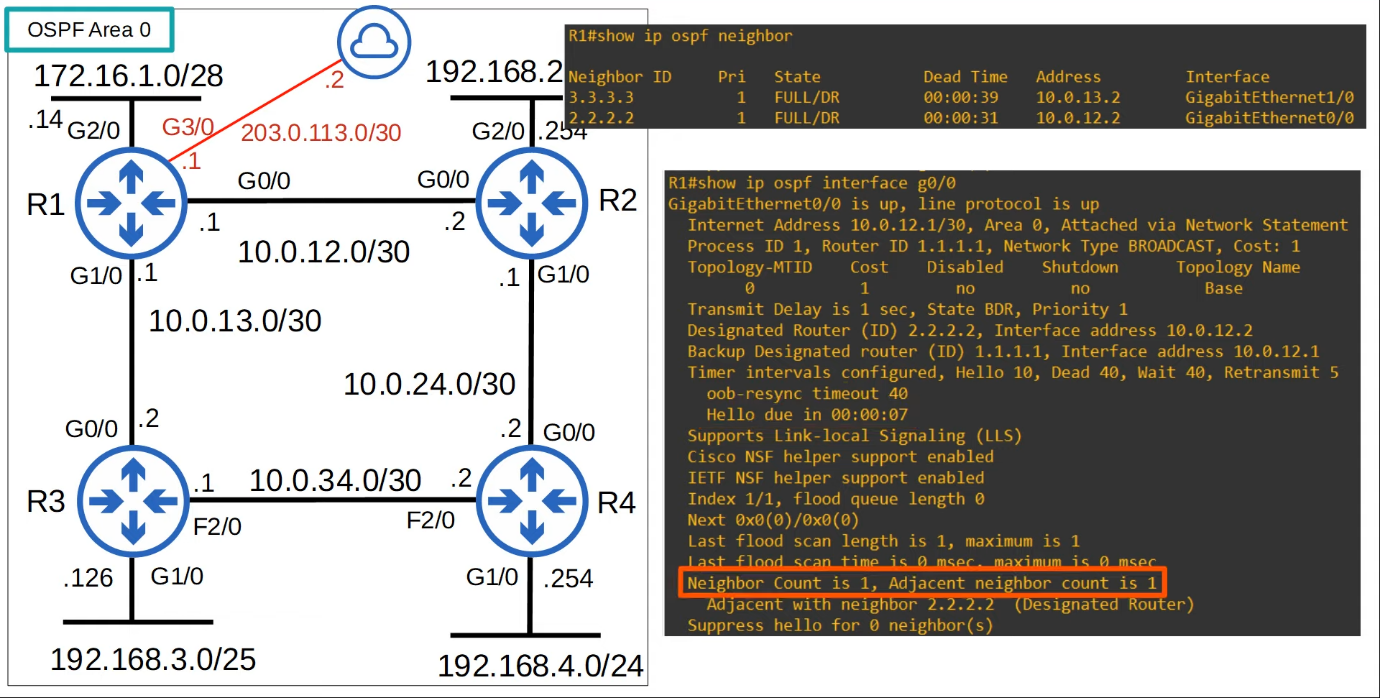 OSPF Area 0
172.16.1.0/28
.14
G2/0
G3/0
.2
203.0.113.0/30
.1
192.168.2
G2/0
.254
R1
G0/0
G0/0
R2
.1
.2
10.0.12.0/30
G1/0
.1
.1
G1/0
10.0.13.0/30
10.0.24.0/30
G0/0
.2
.2
G0/0
R3
.1
10.0.34.0/30
.2
R4
F2/0
F2/0
.126
G1/0
G1/0
.254
192.168.3.0/25
192.168.4.0/24
R1#show ip ospf neighbor
Neighbor ID Pri State Dead Time Address Interface
3.3.3.3 1 FULL/DR 00:00:39 10.0.13.2 GigabitEthernet1/0
2.2.2.2 1 FULL/DR 00:00:31 10.0.12.2 GigabitEthernet0/0
R1#show ip ospf interface g0/0
GigabitEthernet0/0 is up, line protocol is up
Internet Address 10.0.12.1/30, Area 0, Attached via Network Statement
Process ID 1, Router ID 1.1.1.1, Network Type BROADCAST, Cost: 1
Topology-MTID Cost Disabled Shutdown Topology Name
0 1 no no Base
Transmit Delay is 1 sec, State BDR, Priority 1
Designated Router (ID) 2.2.2.2, Interface address 10.0.12.2
Backup Designated router (ID) 1.1.1.1, Interface address 10.0.12.1
Timer intervals configured, Hello 10, Dead 40, Wait 40, Retransmit 5
oob-resync timeout 40
Hello due in 00:00:07
Supports Link-local Signaling (LLS)
Cisco NSF helper support enabled
IETF NSF helper support enabled
Index 1/1, flood queue length 0
Next 0x0(0)/0x0(0)
Last flood scan length is 1, maximum is 1
Last flood scan time is 0 msec, maximum is 0 msec
Neighbor Count is 1, Adjacent neighbor count is 1
Adjacent with neighbor 2.2.2.2 (Designated Router)
Suppress hello for 0 neighbor(s)